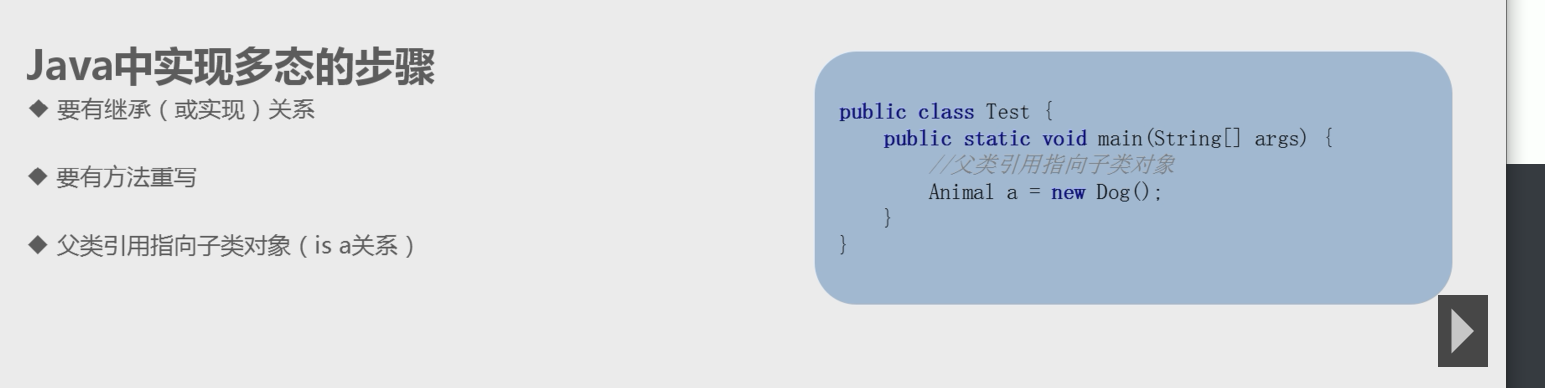 Java中实现多态的步骤
◆ 要有继承（或实现）关系
◆ 要有方法重写
◆ 父类引用指向子类对象（is a关系）
public class Test {
    public static void main(String[] args) {
        //父类引用指向子类对象
        Animal a = new Dog();
    }
}